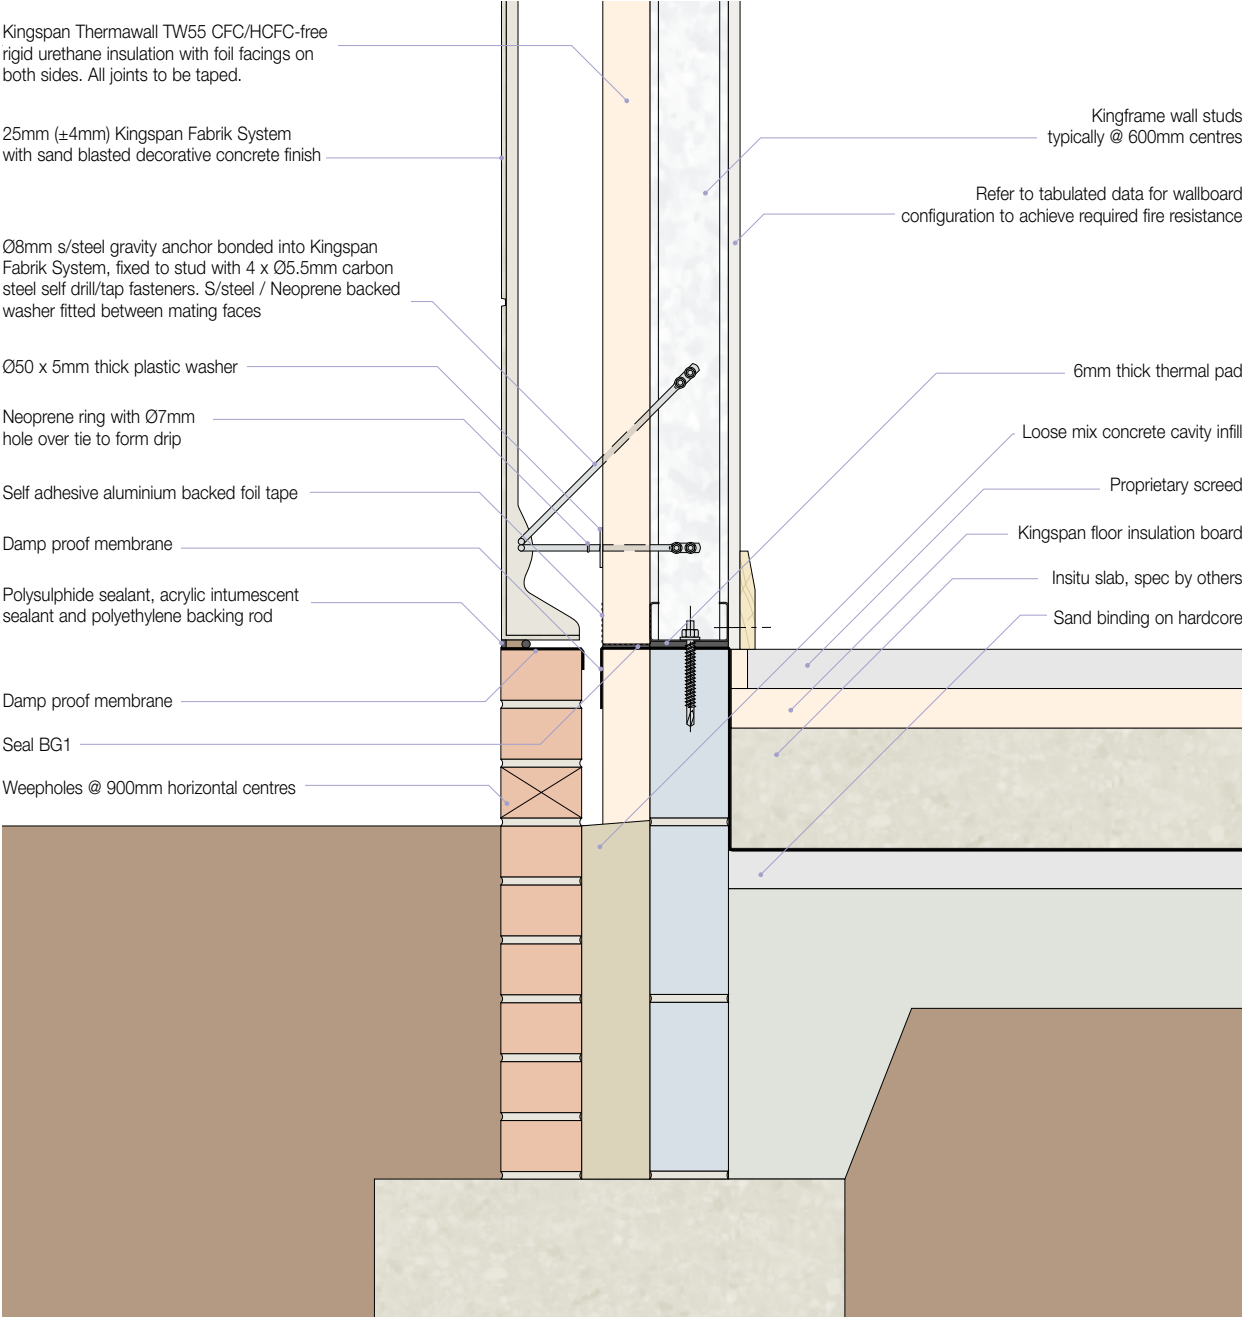 Kingspan Thermawall TW55 CFC/HCFC-free
rigid urethane insulation with foil facings on
both sides. All joints to be taped.
25mm (±4mm) Kingspan Fabrik System
with sand blasted decorative concrete finish
Ø8mm s/steel gravity anchor bonded into Kingspan
Fabrik System, fixed to stud with 4 x Ø5.5mm carbon
steel self drill/tap fasteners. S/steel / Neoprene backed
washer fitted between mating faces
Ø50 x 5mm thick plastic washer
Neoprene ring with Ø7mm
hole over tie to form drip
Self adhesive aluminium backed foil tape
Damp proof membrane
Polysulphide sealant, acrylic intumescent
sealant and polyethylene backing rod
Damp proof membrane
Seal BG1
Weepholes @ 900mm horizontal centres
Kingframe wall studs
typically @ 600mm centres
Refer to tabulated data for wallboard
configuration to achieve required fire resistance
6mm thick thermal pad
Loose mix concrete cavity infill
Proprietary screed
Kingspan floor insulation board
Insitu slab, spec by others
Sand binding on hardcore